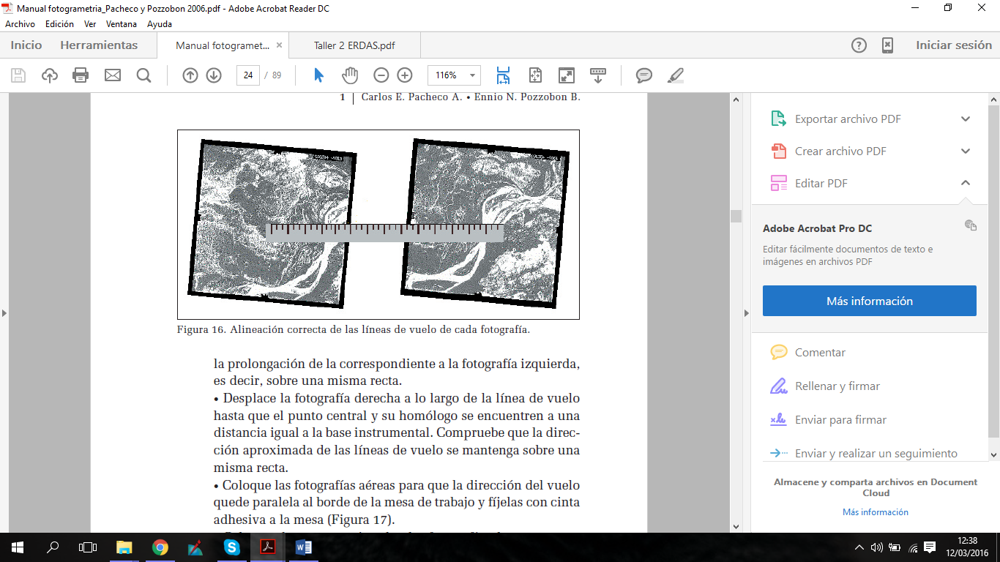 Manual fotogrametria_Pacheco y Pozzobon 2006.pdf - Adobe Acrobat Reader DC
Archivo Edición Ver Ventana Ayuda
Inicio Herramientas Manual fotogramet... × Taller 2 ERDAS.pdf Iniciar sesión
24 / 89 116%
1 | Carlos E. Pacheco A. • Ennio N. Pozzobon B.
Figura 16. Alineación correcta de las líneas de vuelo de cada fotografía.
la prolongación de la correspondiente a la fotografía izquierda,
es decir, sobre una misma recta.
• Desplace la fotografía derecha a lo largo de la línea de vuelo
hasta que el punto central y su homólogo se encuentren a una
distancia igual a la base instrumental. Compruebe que la direc-
ción aproximada de las líneas de vuelo se mantenga sobre una
misma recta.
• Coloque las fotografías aéreas para que la dirección del vuelo
quede paralela al borde de la mesa de trabajo y fíjelas con cinta
adhesiva a la mesa (Figura 17).
Exportar archivo PDF
Crear archivo PDF
Editar PDF
Adobe Acrobat Pro DC
Editar fácilmente documentos de texto e
imágenes en archivos PDF
Más información
Comentar
Rellenar y firmar
Enviar para firmar
Enviar y realizar un seguimiento
Almacene y comparta archivos en Document
Cloud
Más información
12:38
12/03/2016